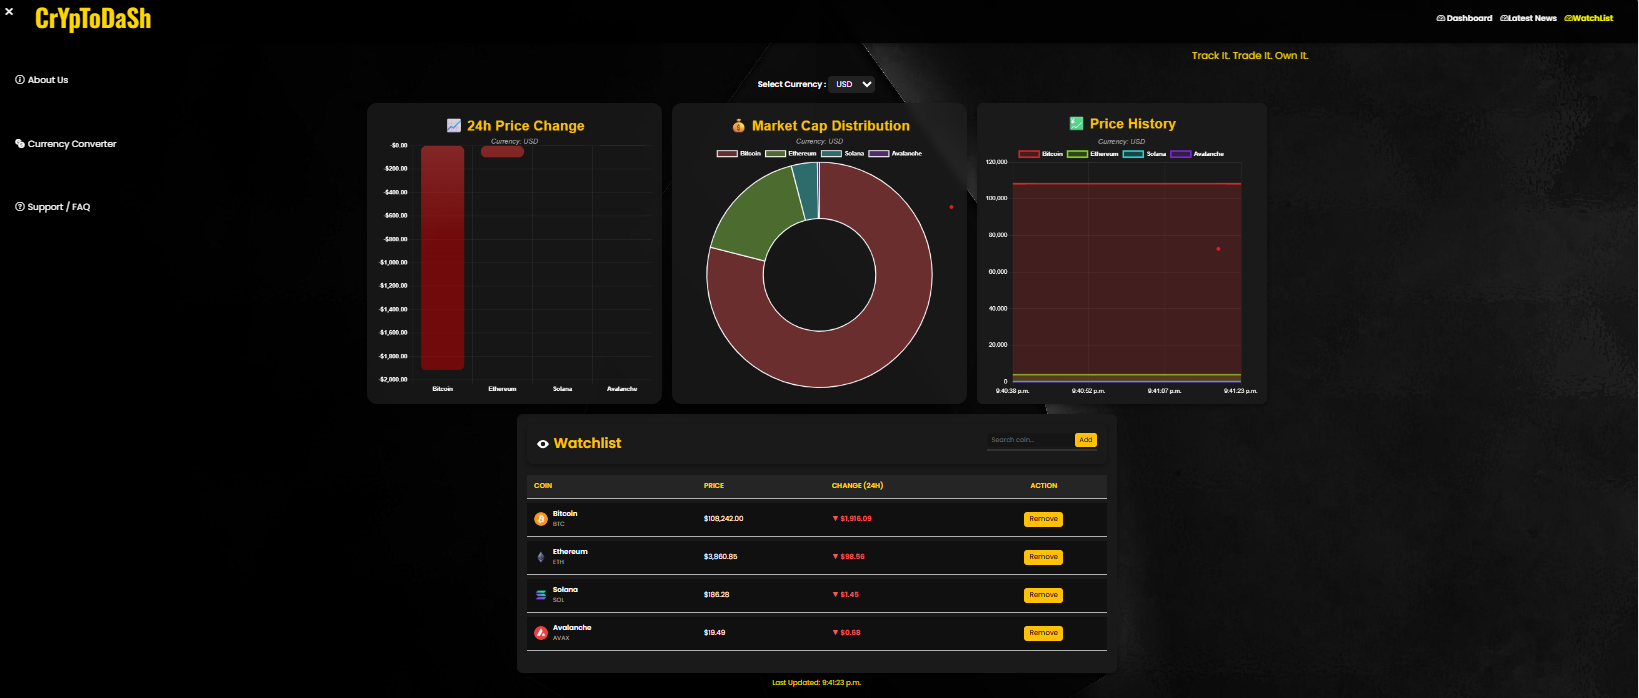 ×
CrYpToDaSh
Dashboard
Latest News
WatchList
Track It. Trade It. Own It.
About Us
Currency Converter
Support / FAQ
Select Currency : USD
24h Price Change
Currency: USD
-$0.00
-$200.00
-$400.00
-$600.00
-$800.00
-$1,000.00
-$1,200.00
-$1,400.00
-$1,600.00
-$1,800.00
-$2,000.00
Bitcoin Ethereum Solana Avalanche
Market Cap Distribution
Currency: USD
Bitcoin Ethereum Solana Avalanche
Price History
Currency: USD
Bitcoin Ethereum Solana Avalanche
120,000
100,000
80,000
60,000
40,000
20,000
0
9:40:38 p.m. 9:40:52 p.m. 9:41:07 p.m. 9:41:23 p.m.
Watchlist
Search coin...
Add
COIN PRICE CHANGE (24H) ACTION
Bitcoin
BTC
$108,242.00 ▼ $1,916.09 Remove
Ethereum
ETH
$3,860.85 ▼ $98.56 Remove
Solana
SOL
$186.28 ▼ $1.45 Remove
Avalanche
AVAX
$19.49 ▼ $0.68 Remove
Last Updated: 9:41:23 p.m.